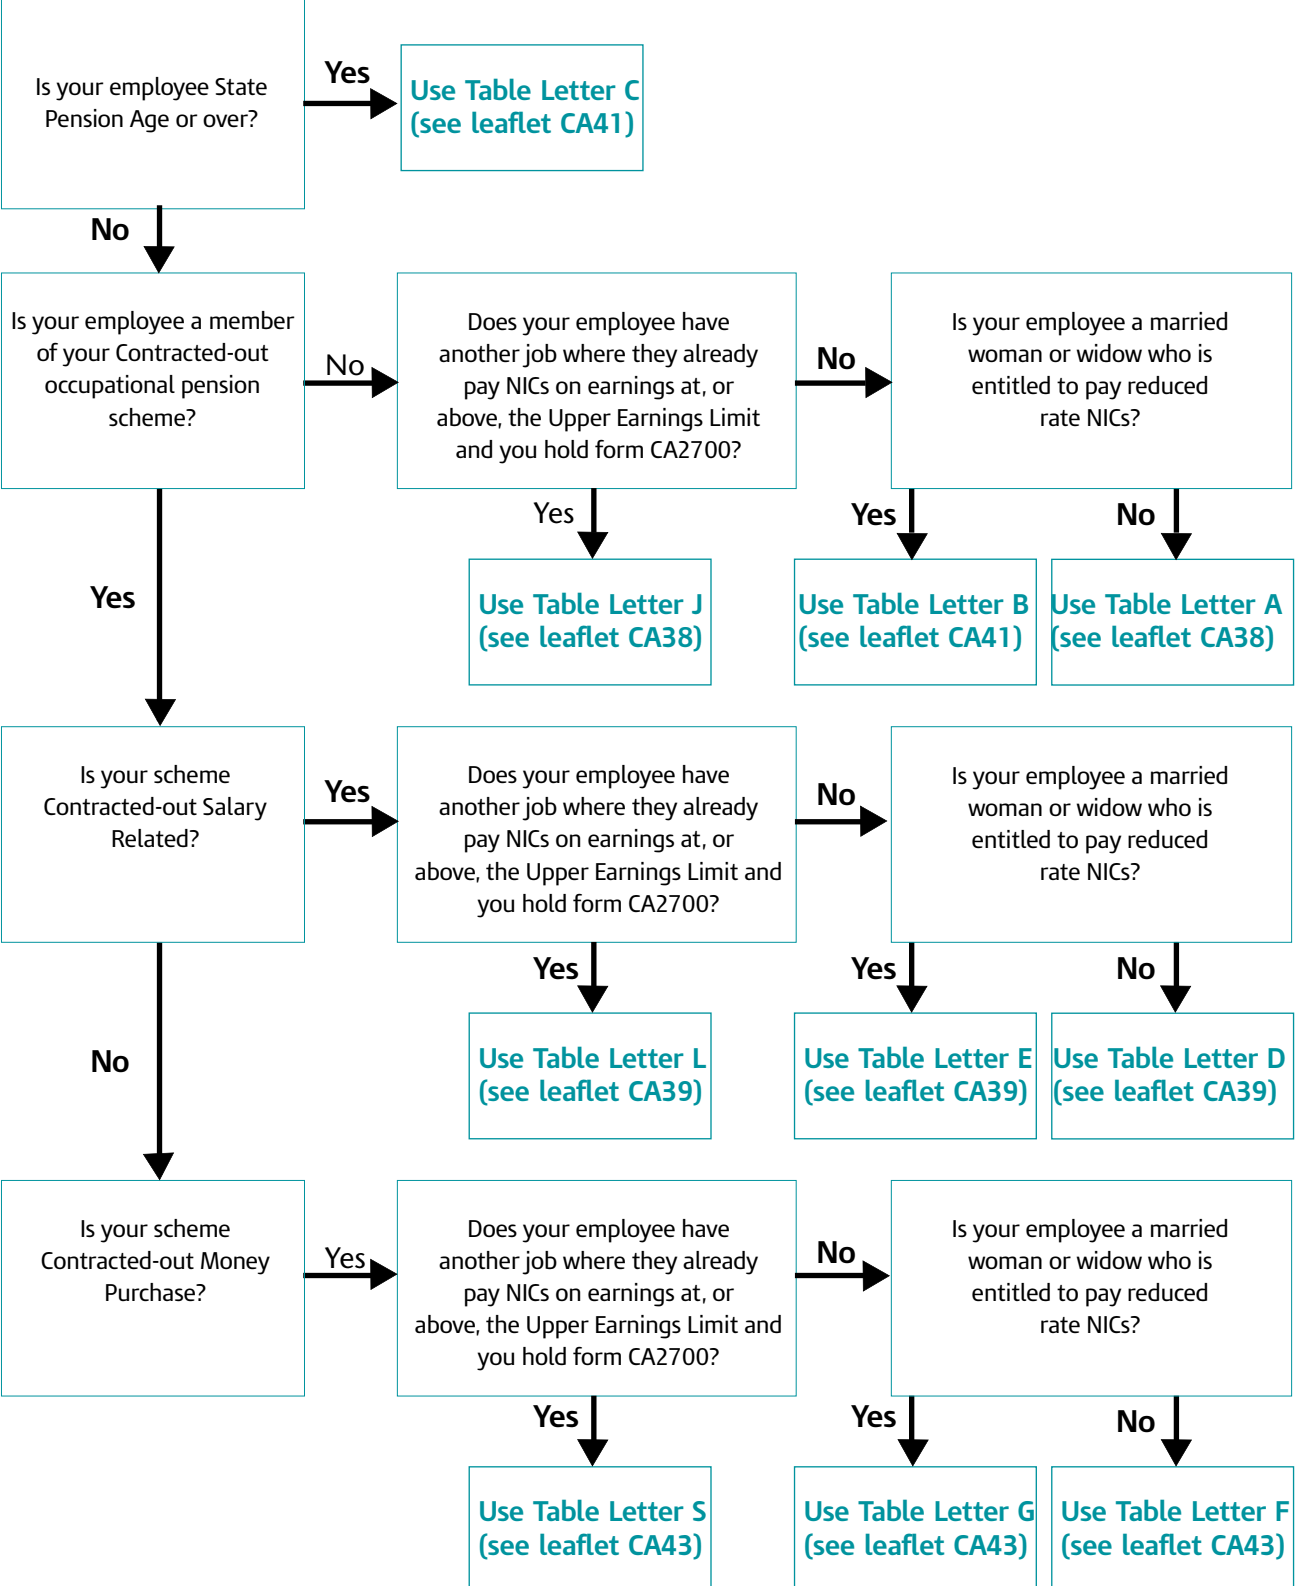 Is your employee State
Pension Age or over?
Yes
Use Table Letter C
(see leaflet CA41)
No
Is your employee a member
of your Contracted-out
occupational pension
scheme?
No
Does your employee have
another job where they already
pay NICs on earnings at, or
above, the Upper Earnings Limit
and you hold form CA2700?
No
Is your employee a married
woman or widow who is
entitled to pay reduced
rate NICs?
Yes
Yes
No
Use Table Letter J
(see leaflet CA38)
Use Table Letter B
(see leaflet CA41)
Use Table Letter A
(see leaflet CA38)
Yes
Is your scheme
Contracted-out Salary
Related?
Yes
Does your employee have
another job where they already
pay NICs on earnings at, or
above, the Upper Earnings Limit and
you hold form CA2700?
No
Is your employee a married
woman or widow who is
entitled to pay reduced
rate NICs?
Yes
Yes
No
Use Table Letter L
(see leaflet CA39)
Use Table Letter E
(see leaflet CA39)
Use Table Letter D
(see leaflet CA39)
No
Is your scheme
Contracted-out Money
Purchase?
Yes
Does your employee have
another job where they already
pay NICs on earnings at, or
above, the Upper Earnings Limit and
you hold form CA2700?
No
Is your employee a married
woman or widow who is
entitled to pay reduced
rate NICs?
Yes
Yes
No
Use Table Letter S
(see leaflet CA43)
Use Table Letter G
(see leaflet CA43)
Use Table Letter F
(see leaflet CA43)